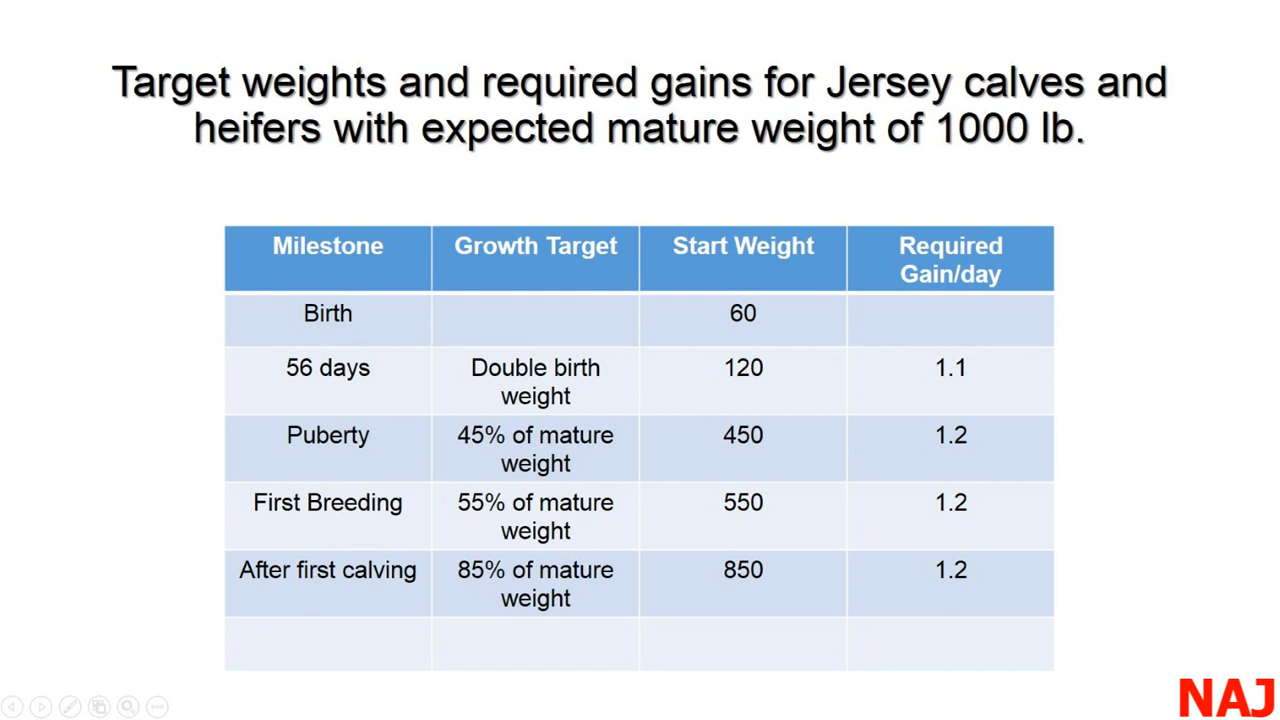 Target weights and required gains for Jersey calves and
heifers with expected mature weight of 1000 lb.
Milestone Growth Target Start Weight Required
Gain/day
Birth 60
56 days Double birth 120 1.1
weight
Puberty 45% of mature 450 1.2
weight
First Breeding 55% of mature 550 1.2
weight
After first calving 85% of mature 850 1.2
weight
NAJ